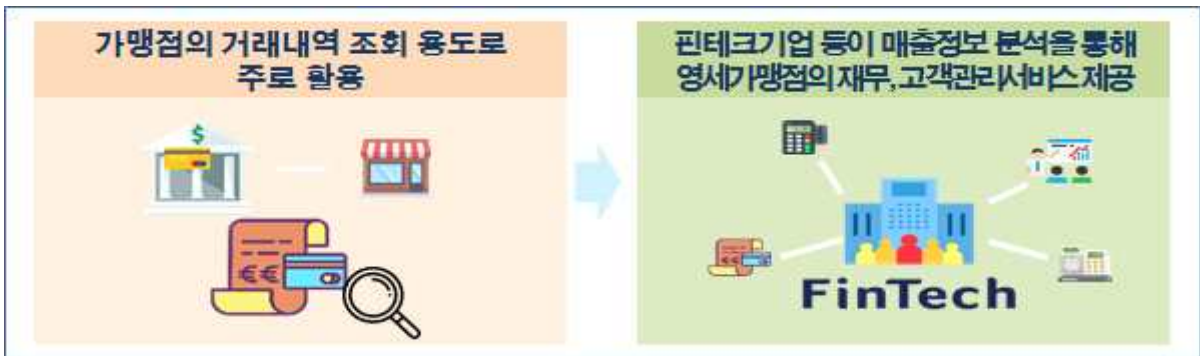 가맹점의 거래내역 조회 용도로
주로 활용
핀테크기업 등이 매출정보 분석을 통해
영세가맹점의 재무, 고객관리서비스 제공
$
€€
FinTech